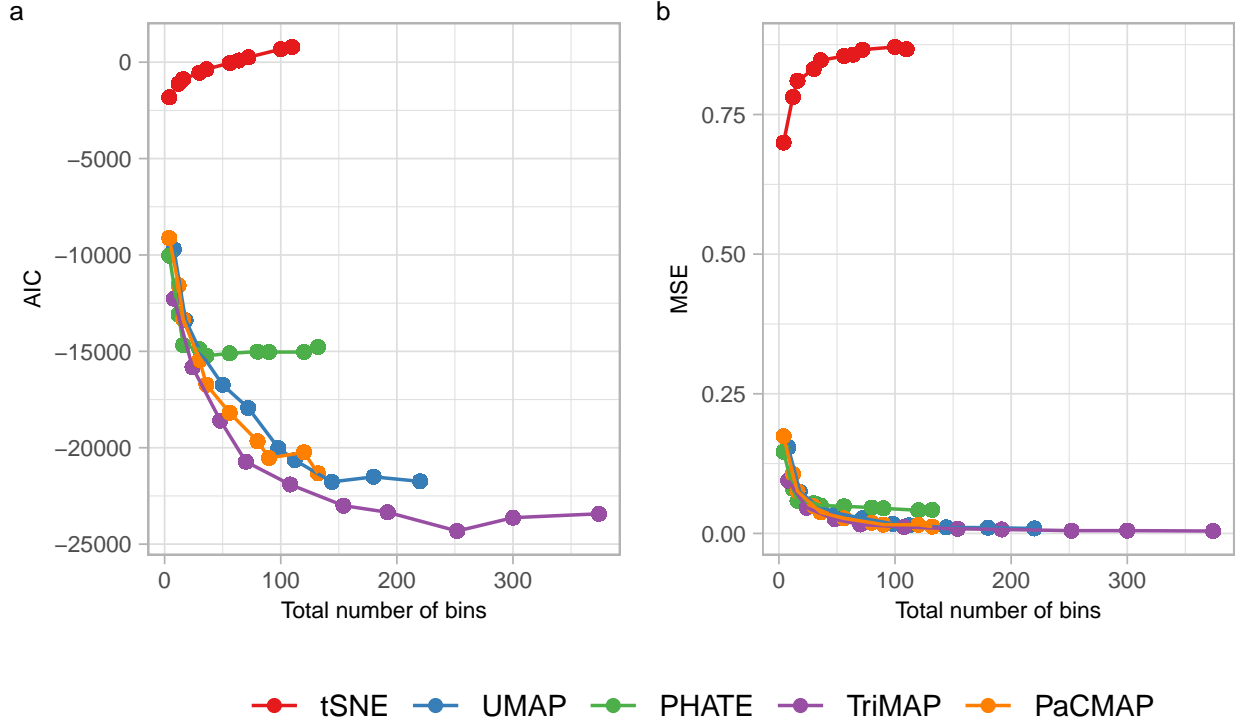 a
b
0
−5000
−10000
−15000
−20000
−25000
AIC
0 100 200 300
Total number of bins
0.75
0.50
0.25
0.00
MSE
0 100 200 300
Total number of bins
tSNE UMAP PHATE TriMAP PaCMAP